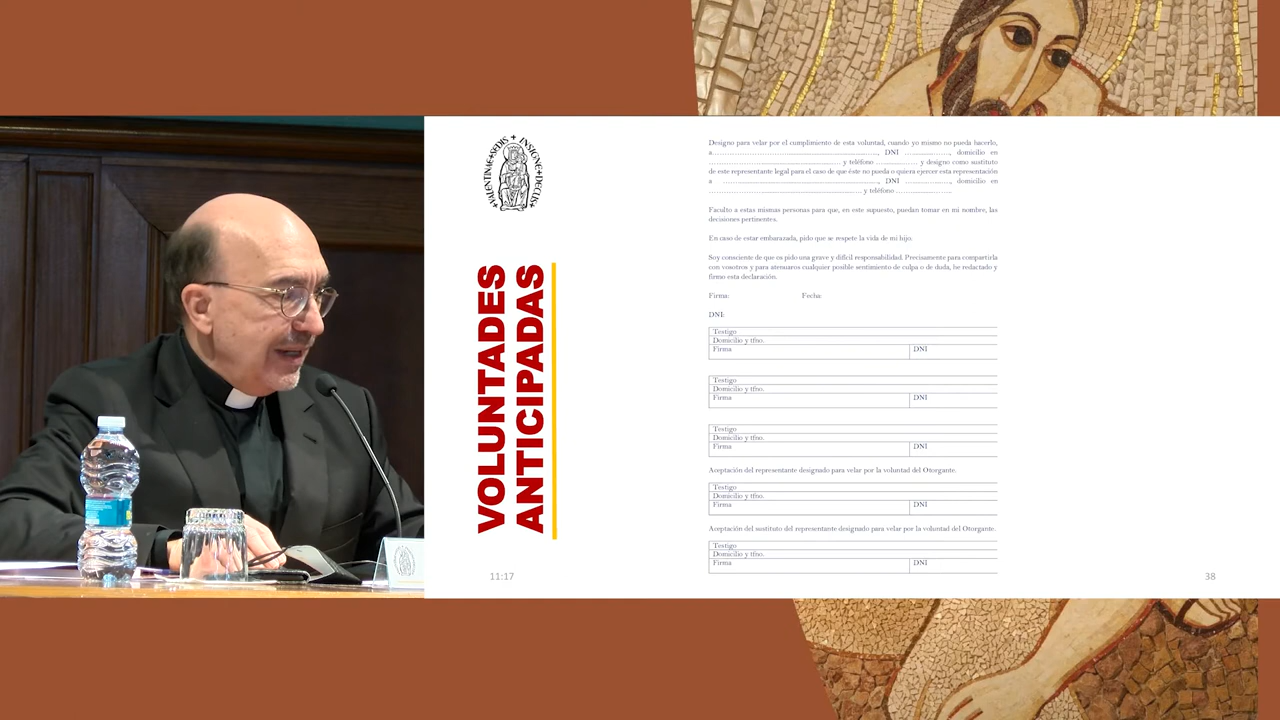 VALENTINÆ SEDIS INSIGNE DECUS
VOLUNTADES
ANTICIPADAS
Designo para velar por el cumplimiento de esta voluntad, cuando yo mismo no pueda hacerlo,
a……………………………………………………, DNI ………………, domicilio en
…………………………………………… y teléfono …………… y designo como sustituto
de este representante legal para el caso de que éste no pueda o quiera ejercer esta representación
a ……………………………………………………, DNI ………………, domicilio en
…………………………………………………… y teléfono …………………
Faculto a estas mismas personas para que, en este supuesto, puedan tomar en mi nombre, las
decisiones pertinentes.
En caso de estar embarazada, pido que se respete la vida de mi hijo.
Soy consciente de que os pido una grave y difícil responsabilidad. Precisamente para compartirla
con vosotros y para atenuaros cualquier posible sentimiento de culpa o de duda, he redactado y
firmo esta declaración.
Firma: Fecha:
DNI:
Testigo
Domicilio y tfno.
Firma DNI
Testigo
Domicilio y tfno.
Firma DNI
Testigo
Domicilio y tfno.
Firma DNI
Aceptación del representante designado para velar por la voluntad del Otorgante.
Testigo
Domicilio y tfno.
Firma DNI
Aceptación del sustituto del representante designado para velar por la voluntad del Otorgante.
Testigo
Domicilio y tfno.
Firma DNI
11:17
38